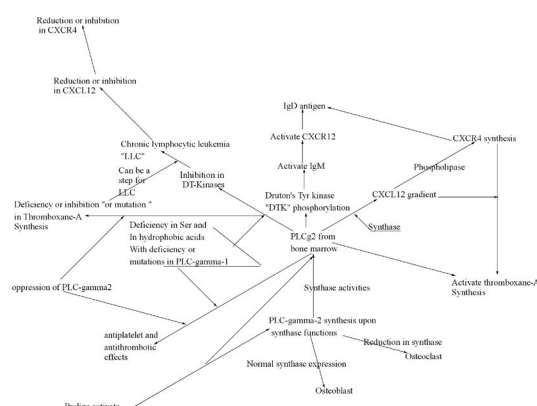 Reduction or inhibition
in CXCR4
Reduction or inhibition
in CXCL12
IgD antigen
Activate CXCR12
CXCR4 synthesis
Chronic lymphocytic leukemia
"LLC"
Can be a
step for
LLC
Inhibition in
DT-Kinases
Activate IgM
Phospholipase
Druton's Tyr kinase
"DTK" phosphorylation
CXCL12 gradient
Deficiency or inhibition "or mutation "
in Thromboxane-A
Synthesis
Deficiency in Ser and
In hydrophobic acids
With deficiency or
mutations in PLC-gamma-1
Synthase
PLCg2 from
bone marrow
oppression of PLC-gamma2
Synthase activities
Activate thromboxane-A
Synthesis
antiplatelet and
antithrombotic
effects
PLC-gamma-2 synthesis upon
synthase functions
Reduction in synthase
Osteoclast
Normal synthase expression
Osteoblast